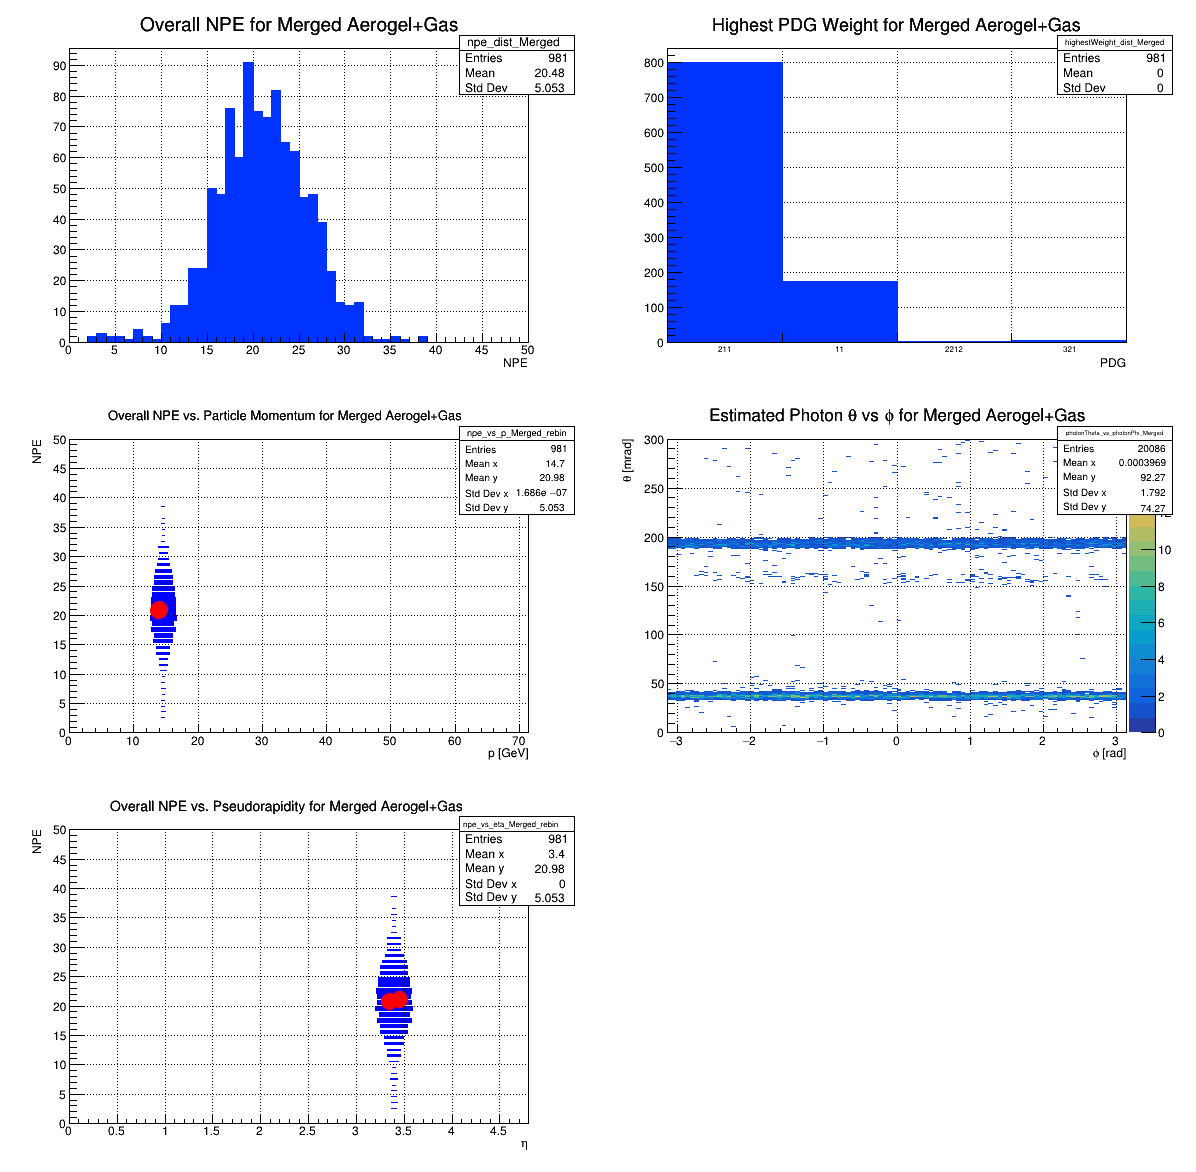 Overall NPE for Merged Aerogel+Gas
npe_dist_Merged
Entries 981
Mean 20.48
Std Dev 5.053
90
80
70
60
50
40
30
20
10
0
0 5 10 15 20 25 30 35 40 45 50
NPE
Highest PDG Weight for Merged Aerogel+Gas
highestWeight_dist_Merged
Entries 981
Mean 0
Std Dev 0
800
700
600
500
400
300
200
100
0
211 11 2212 321
PDG
Overall NPE vs. Particle Momentum for Merged Aerogel+Gas
NPE
npe_vs_p_Merged_rebin
Entries 981
Mean x 14.7
Mean y 20.98
Std Dev x 1.686e −07
Std Dev y 5.053
50
45
40
35
30
25
20
15
10
5
0
0 10 20 30 40 50 60 70
p [GeV]
Estimated Photon θ vs ϕ for Merged Aerogel+Gas
θ [mrad]
photonTheta_vs_photonPhi_Merged
Entries 20086
Mean x 0.0003969
Mean y 92.27
Std Dev x 1.792
Std Dev y 74.27
300
250
200
150
100
50
0
−3 −2 −1 0 1 2 3
ϕ [rad]
10
8
6
4
2
0
Overall NPE vs. Pseudorapidity for Merged Aerogel+Gas
NPE
npe_vs_eta_Merged_rebin
Entries 981
Mean x 3.4
Mean y 20.98
Std Dev x 0
Std Dev y 5.053
50
45
40
35
30
25
20
15
10
5
0
0 0.5 1 1.5 2 2.5 3 3.5 4 4.5
η